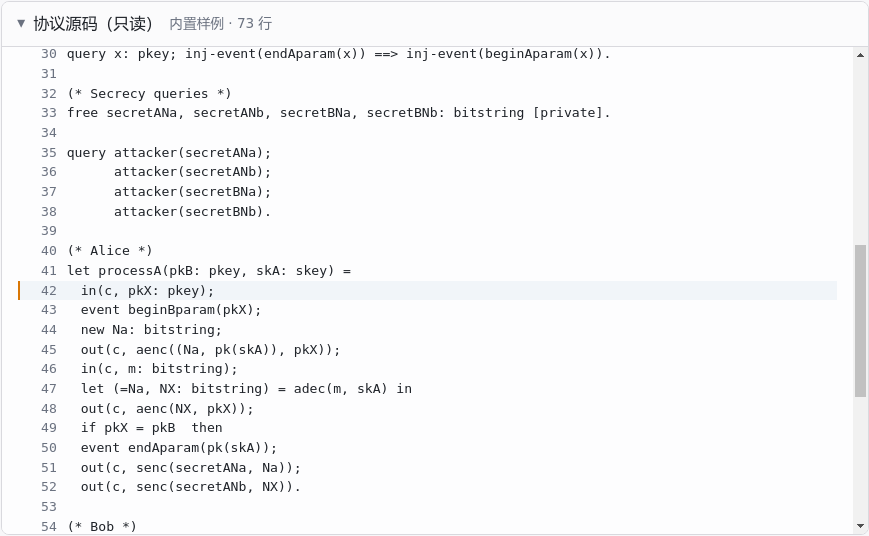 ▼ 协议源码（只读） 内置样例 · 73 行
30 query x: pkey; inj-event(endAparam(x)) ==> inj-event(beginAparam(x)).
31
32 (* Secrecy queries *)
33 free secretANa, secretANb, secretBNa, secretBNb: bitstring [private].
34
35 query attacker(secretANa);
36       attacker(secretANb);
37       attacker(secretBNa);
38       attacker(secretBNb).
39
40 (* Alice *)
41 let processA(pkB: pkey, skA: skey) =
42   in(c, pkX: pkey);
43   event beginBparam(pkX);
44   new Na: bitstring;
45   out(c, aenc((Na, pk(skA)), pkX));
46   in(c, m: bitstring);
47   let (=Na, NX: bitstring) = adec(m, skA) in
48   out(c, aenc(NX, pkX));
49   if pkX = pkB  then
50   event endAparam(pk(skA));
51   out(c, senc(secretANa, Na));
52   out(c, senc(secretANb, NX)).
53
54 (* Bob *)